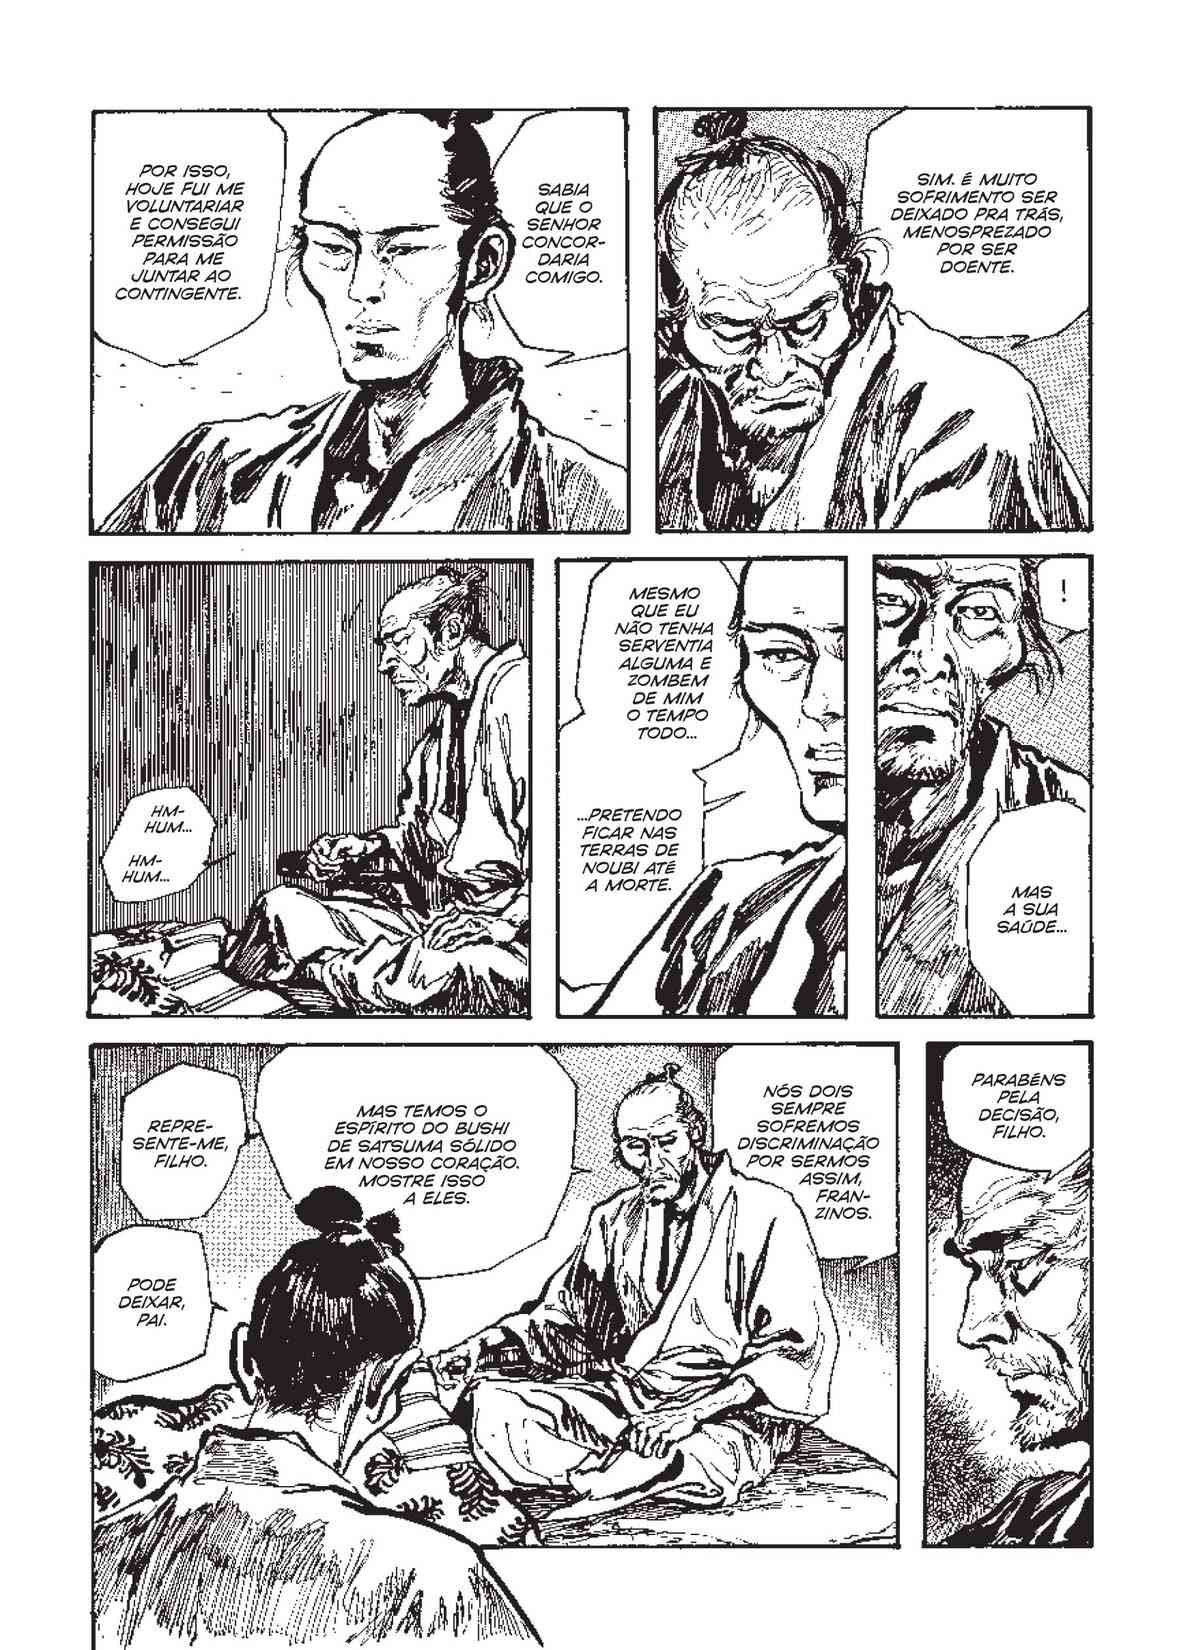 SIM. É MUITO
SOFRIMENTO SER
DEIXADO PRA TRÁS,
MENOSPREZADO
POR SER
DOENTE.
SABIA
QUE O
SENHOR
CONCOR-
DARIA
COMIGO.
POR ISSO,
HOJE FUI ME
VOLUNTARIAR
E CONSEGUI
PERMISSÃO
PARA ME
JUNTAR AO
CONTINGENTE.
!
MAS
A SUA
SAÚDE...
MESMO
QUE EU
NÃO TENHA
SERVENTIA
ALGUMA E
ZOMBEM
DE MIM
O TEMPO
TODO...
...PRETENDO
FICAR NAS
TERRAS DE
NOUBI ATÉ
A MORTE.
HM-
HUM...
HM-
HUM...
PARABÉNS
PELA
DECISÃO,
FILHO.
NÓS DOIS
SEMPRE
SOFREMOS
DISCRIMINAÇÃO
POR SERMOS
ASSIM,
FRAN-
ZINOS.
MAS TEMOS O
ESPÍRITO DO BUSHI
DE SATSUMA SÓLIDO
EM NOSSO CORAÇÃO.
MOSTRE ISSO
A ELES.
REPRE-
SENTE-ME,
FILHO.
PODE
DEIXAR,
PAI.